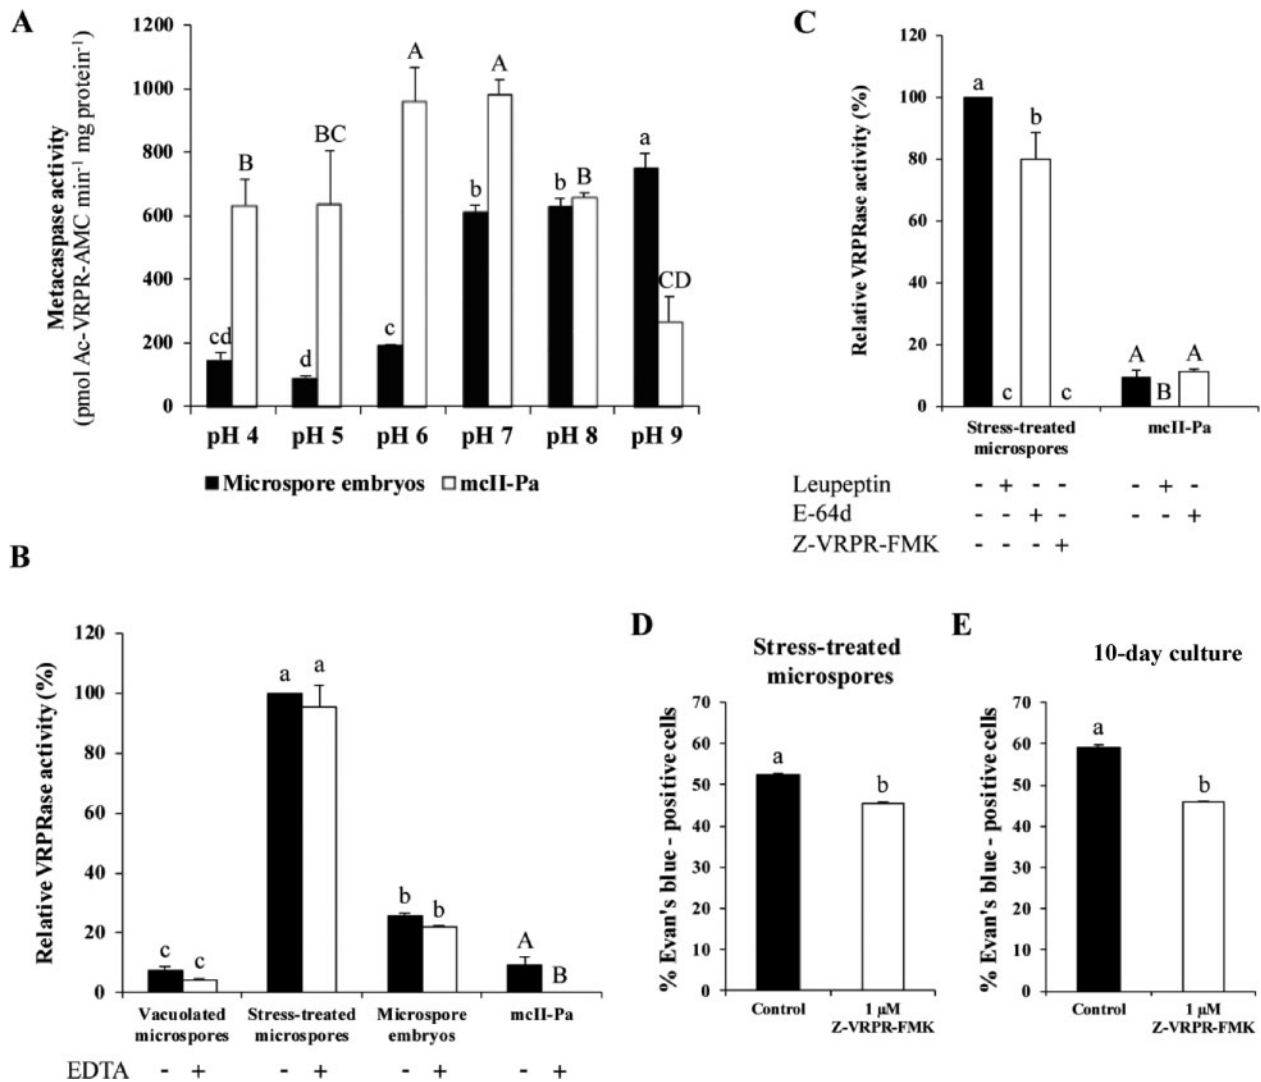 A
1200
1000
800
600
400
200
0
Metacaspase activity
(pmol Ac-VRPR-AMC min⁻¹ mg protein⁻¹)
cd B
d BC
c A
b A
b B
a CD
pH 4 pH 5 pH 6 pH 7 pH 8 pH 9
Microspore embryos mcII-Pa
C
120
100
80
60
40
20
0
Relative VRPRase activity (%)
a c b c A B A
Stress-treated microspores
mcII-Pa
Leupeptin - + - - - + -
E-64d - - + - - - +
Z-VRPR-FMK - - - +
B
120
100
80
60
40
20
0
Relative VRPRase activity (%)
c c a a b b A B
Vacuolated microspores
Stress-treated microspores
Microspore embryos
mcII-Pa
EDTA - + - + - + - +
D
Stress-treated
microspores
70
60
50
40
30
20
10
0
% Evan's blue - positive cells
a b
Control
1 µM
Z-VRPR-FMK
E
10-day culture
70
60
50
40
30
20
10
0
% Evan's blue - positive cells
a b
Control
1 µM
Z-VRPR-FMK